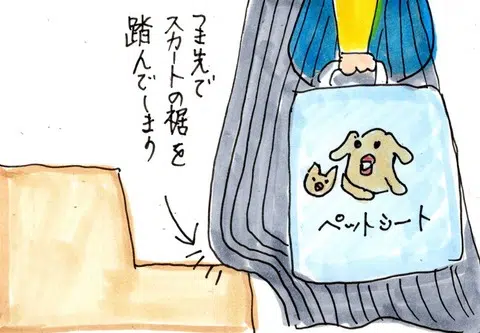 つま先で
スカートの裾を
踏んでしまり
ペットシート